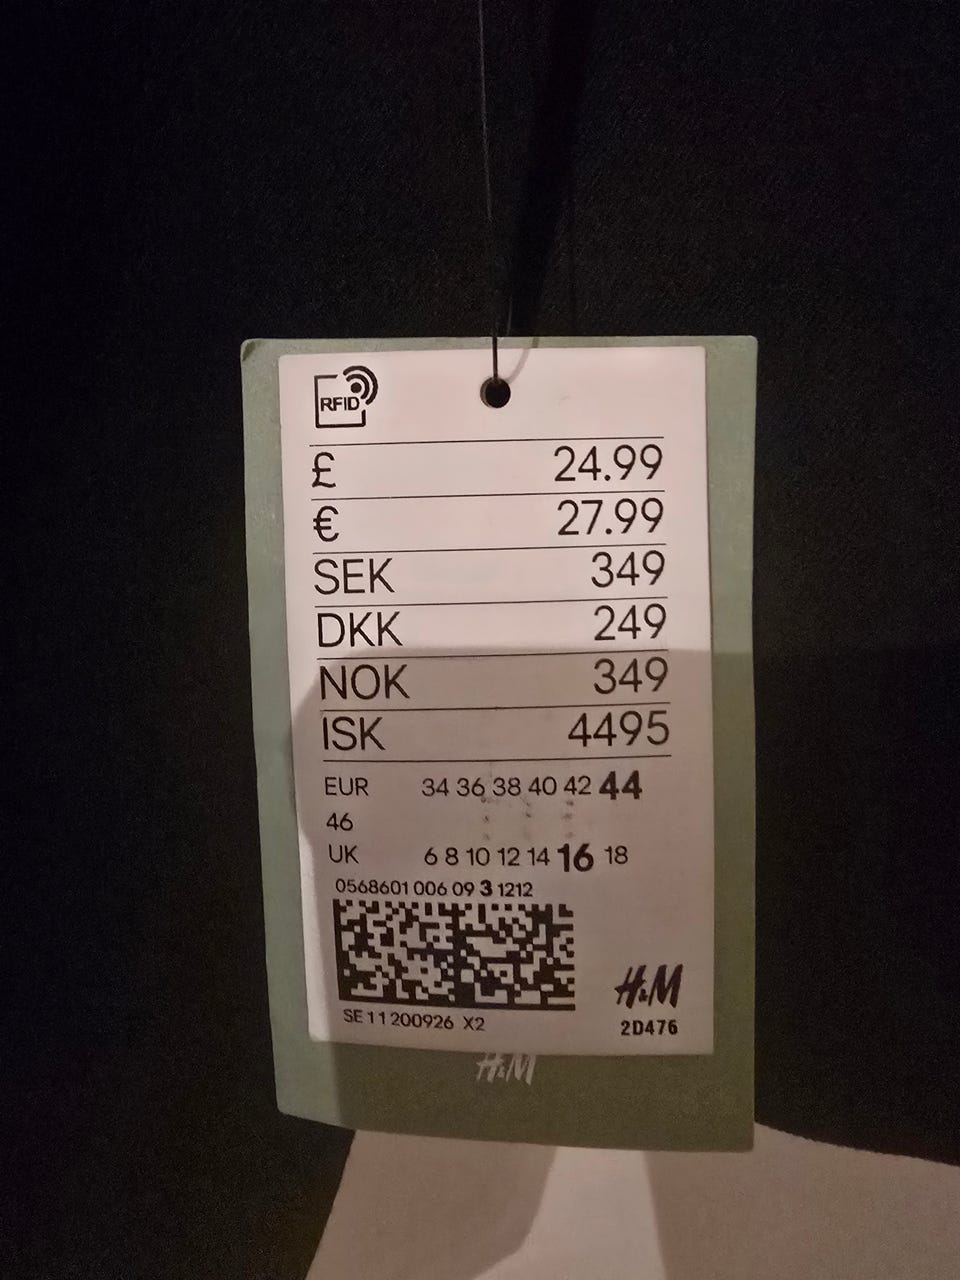 RFID
£ 24.99
€ 27.99
SEK 349
DKK 249
NOK 349
ISK 4495
EUR 34 36 38 40 42 44
46
UK 6 8 10 12 14 16 18
0568601 006 09 3 1212
H&M
SE 11 200926 X2
2D476
H&M